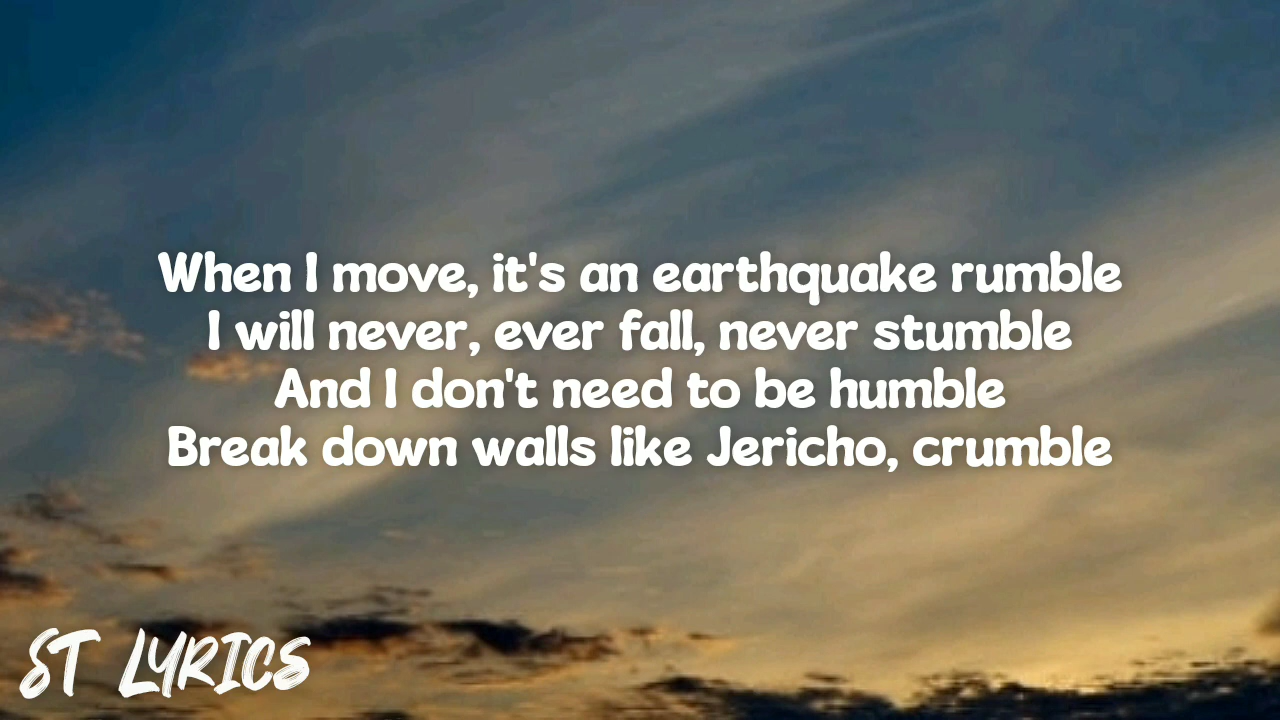 When I move, it's an earthquake rumble
I will never, ever fall, never stumble
And I don't need to be humble
Break down walls like Jericho, crumble
ST LYRICS